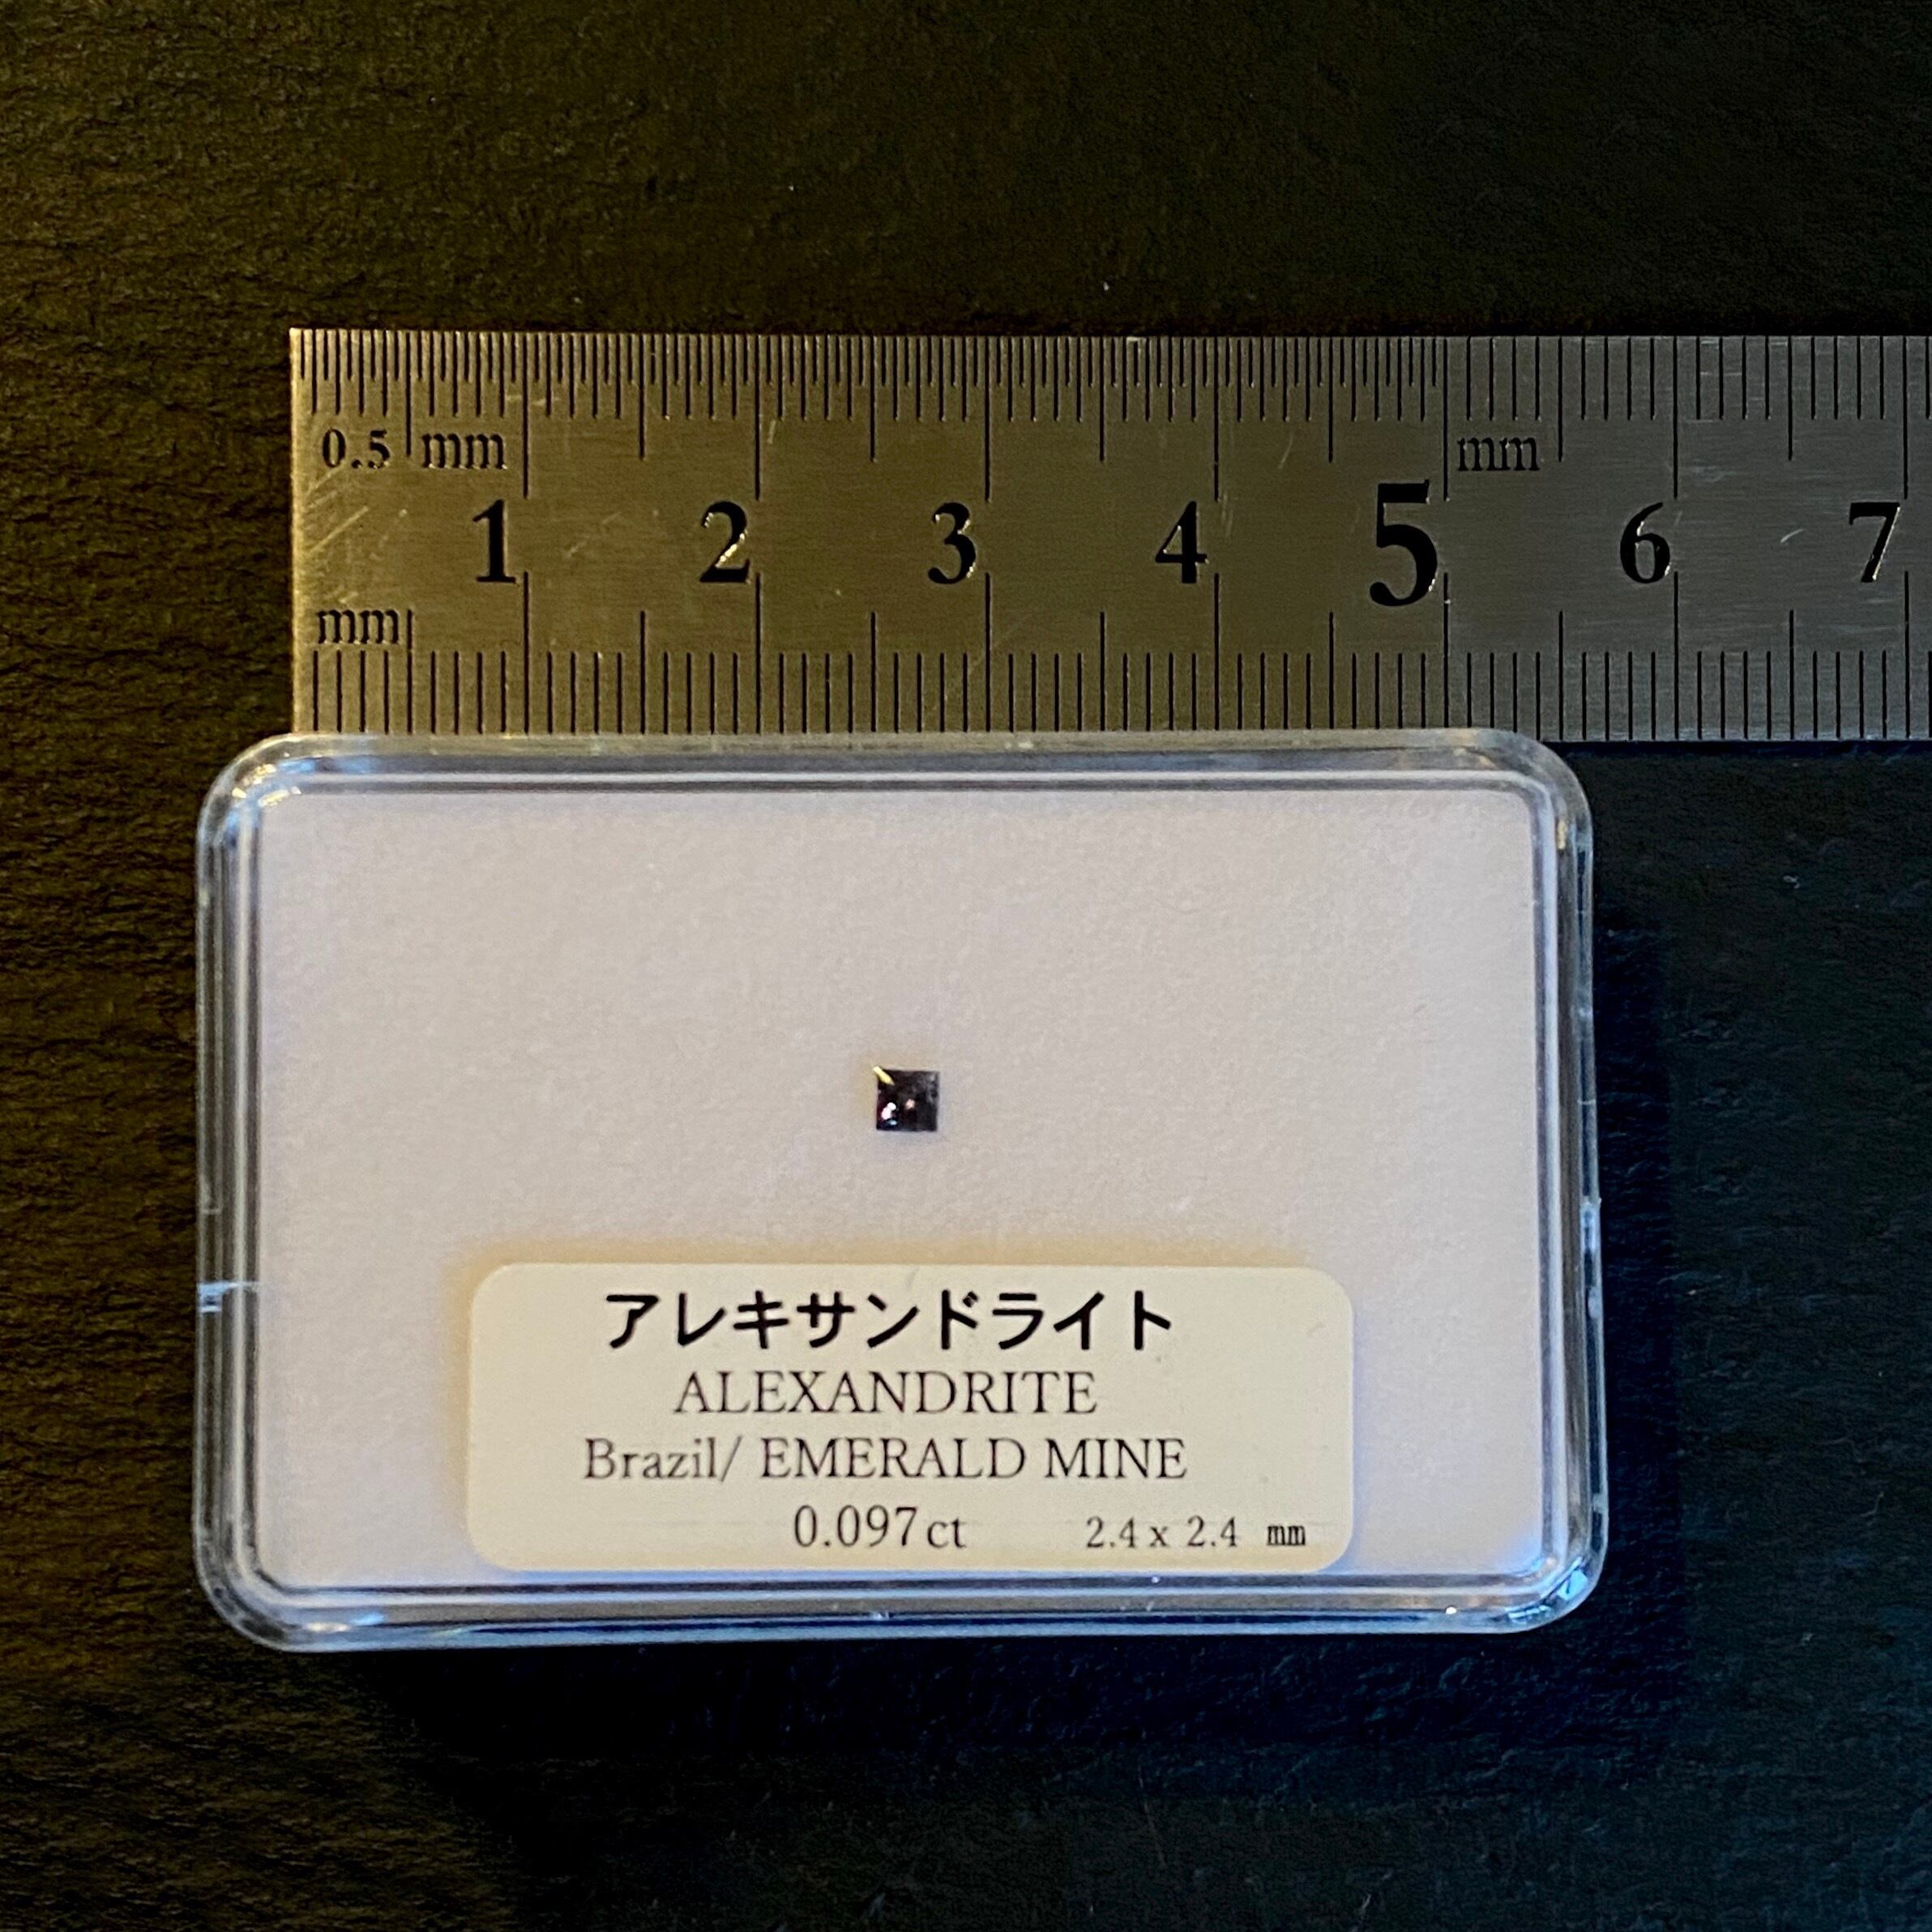 0.5 mm mm
1 2 3 4 5 6 7
mm
アレキサンドライト
ALEXANDRITE
Brazil/ EMERALD MINE
0.097ct 2.4 x 2.4 ㎜